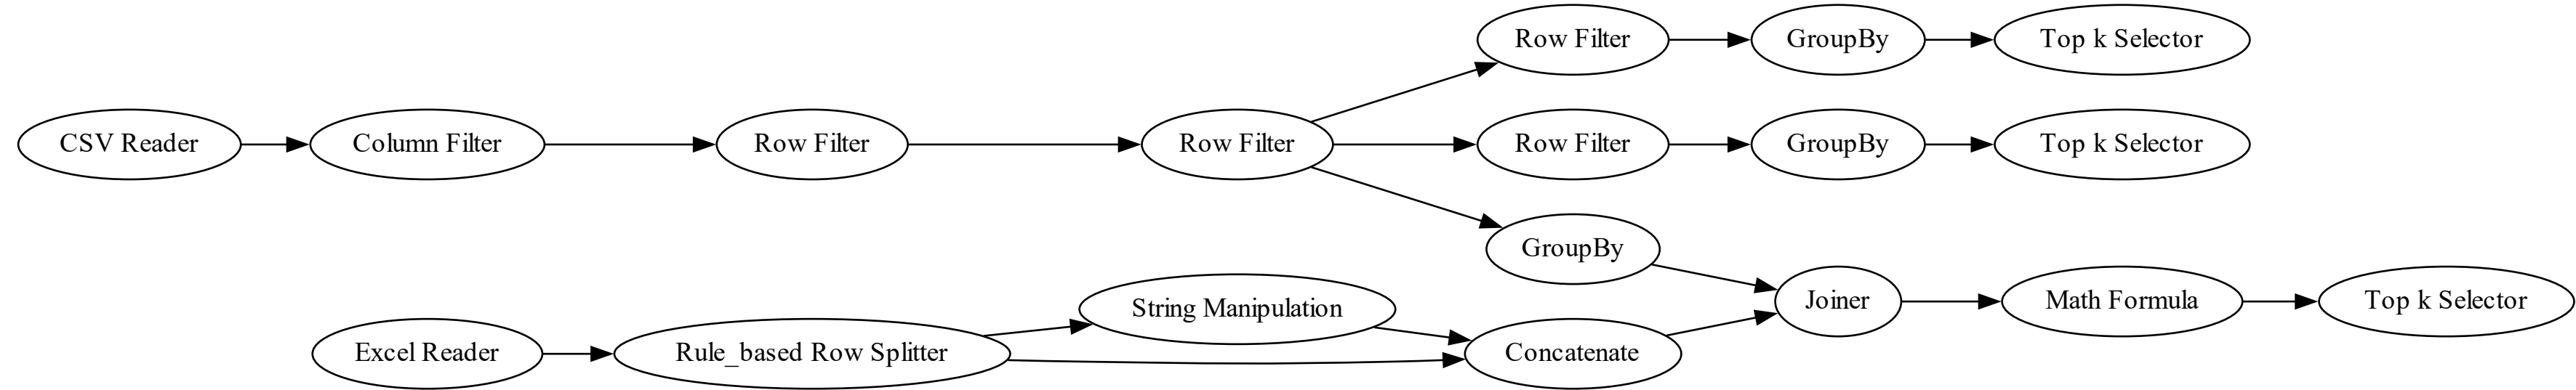 Row Filter
GroupBy
Top k Selector
CSV Reader
Column Filter
Row Filter
Row Filter
Row Filter
GroupBy
Top k Selector
GroupBy
String Manipulation
Joiner
Math Formula
Top k Selector
Excel Reader
Rule_based Row Splitter
Concatenate